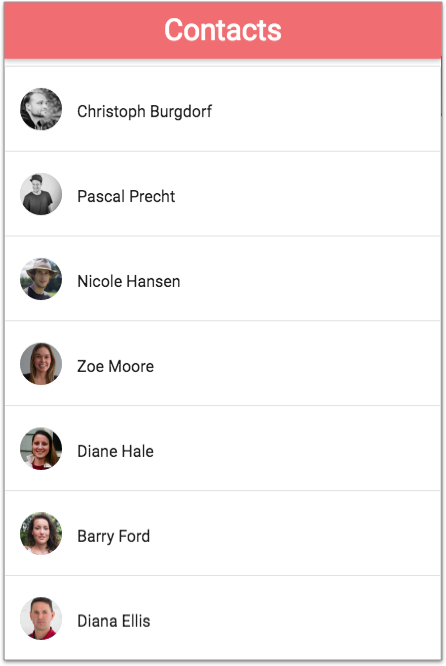 Contacts
Christoph Burgdorf
Pascal Precht
Nicole Hansen
Zoe Moore
Diane Hale
Barry Ford
Diana Ellis